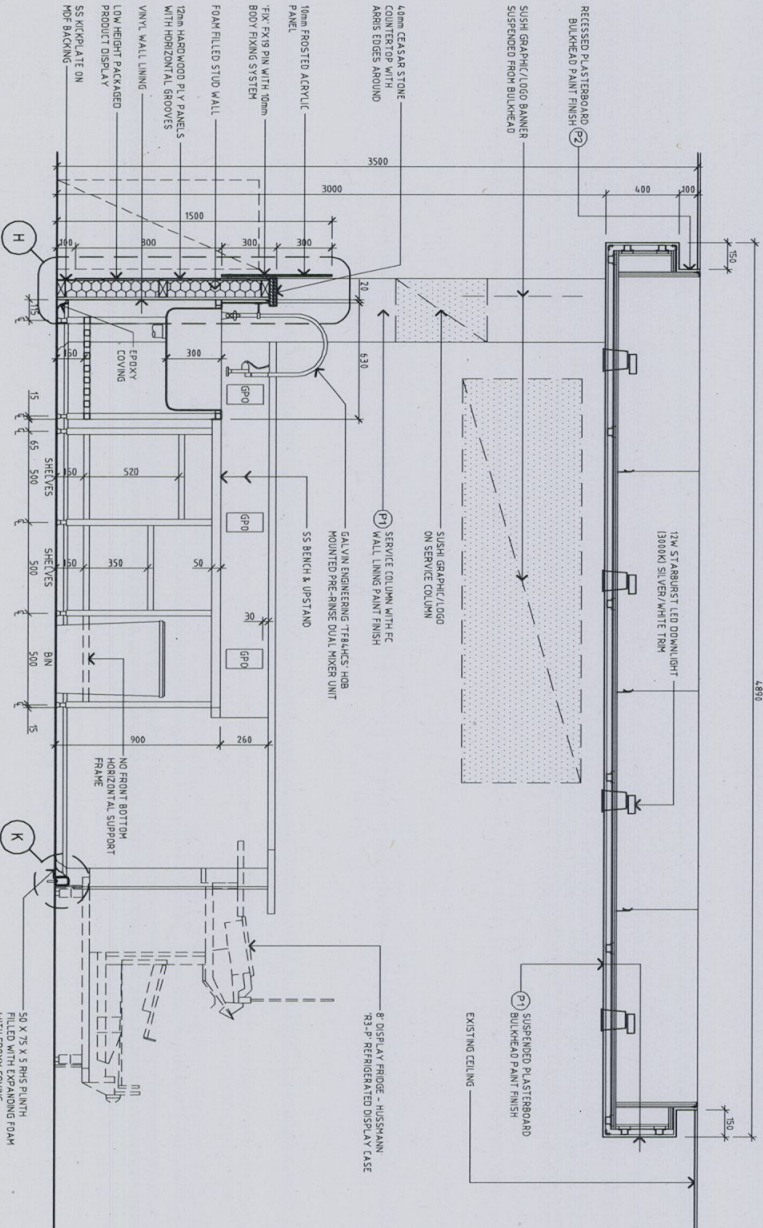 4890
RECESSED PLASTERBOARD
BULKHEAD PAINT FINISH
P2
150
12W STARBURST LED DOWNLIGHT
(3000K) SILVER/WHITE TRIM
SUSPENDED PLASTERBOARD
BULKHEAD PAINT FINISH
P1
EXISTING CEILING
150
100
400
3500
3000
1500
SUSHI GRAPHIC/LOGO BANNER
SUSPENDED FROM BULKHEAD
SUSHI GRAPHIC/LOGO
ON SERVICE COLUMN
SERVICE COLUMN WITH FC
WALL LINING PAINT FINISH
P1
40mm CEASAR STONE
COUNTERTOP WITH
ARRIS EDGES AROUND
10mm FROSTED ACRYLIC
PANEL
'FIX' FX19 PIN WITH 10mm
BODY FIXING SYSTEM
FOAM FILLED STUD WALL
12mm HARDWOOD PLY PANELS
WITH HORIZONTAL GROOVES
VINYL WALL LINING
LOW HEIGHT PACKAGED
PRODUCT DISPLAY
SS KICKPLATE ON
MDF BACKING
300
300
300
800
100
20
630
GALVIN ENGINEERING 'TF84HCS' HOB
MOUNTED PRE-RINSE DUAL MIXER UNIT
SS BENCH & UPSTAND
8' DISPLAY FRIDGE - HUSSMANN
'R3-P' REFRIGERATED DISPLAY CASE
GPO
GPO
GPO
30
260
900
50
520
350
150
150
150
EPOXY
COVING
NO FRONT BOTTOM
HORIZONTAL SUPPORT
FRAME
H
K
115
15
65
500
500
500
15
SHELVES
SHELVES
BIN
50 X 75 X 5 RHS PLINTH
FILLED WITH EXPANDING FOAM